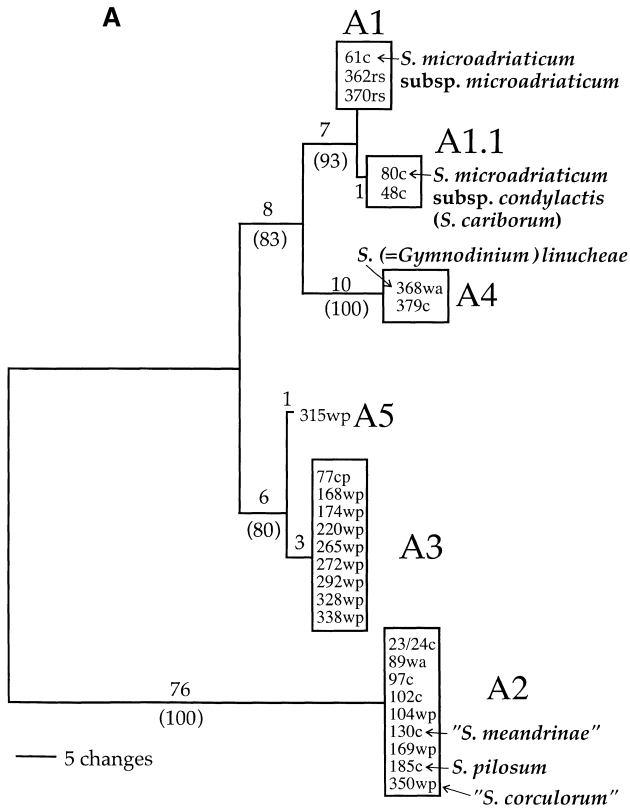 A
A1
61c
362rs
370rs
S. microadriaticum
subsp. microadriaticum
7
(93)
A1.1
1
80c
48c
S. microadriaticum
subsp. condylactis
(S. cariborum)
8
(83)
S. (=Gymnodinium) linucheae
10
(100)
368wa
379c
A4
1
315wp
A5
6
(80)
3
77cp
168wp
174wp
220wp
265wp
272wp
292wp
328wp
338wp
A3
76
(100)
23/24c
89wa
97c
102c
104wp
130c
169wp
185c
350wp
A2
"S. meandrinae"
S. pilosum
"S. corculorum"
5 changes